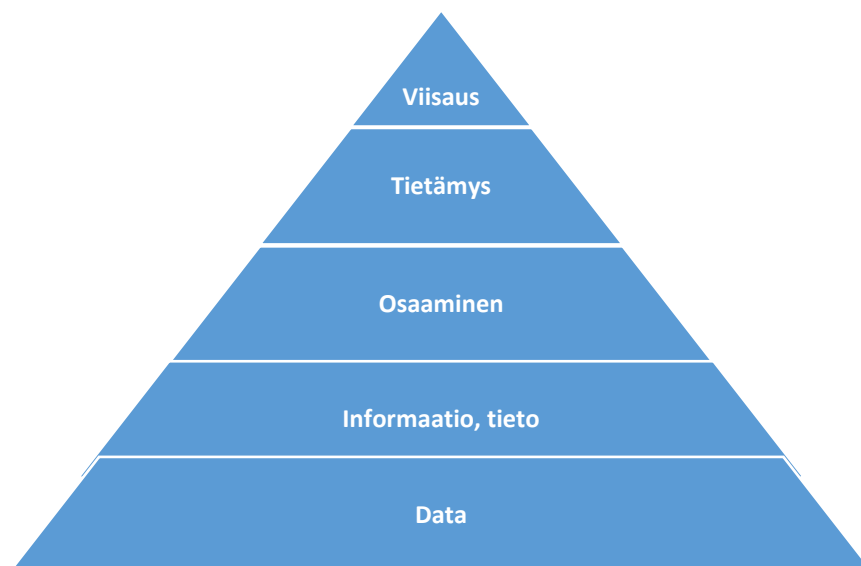 Viisaus
Tietämys
Osaaminen
Informaatio, tieto
Data